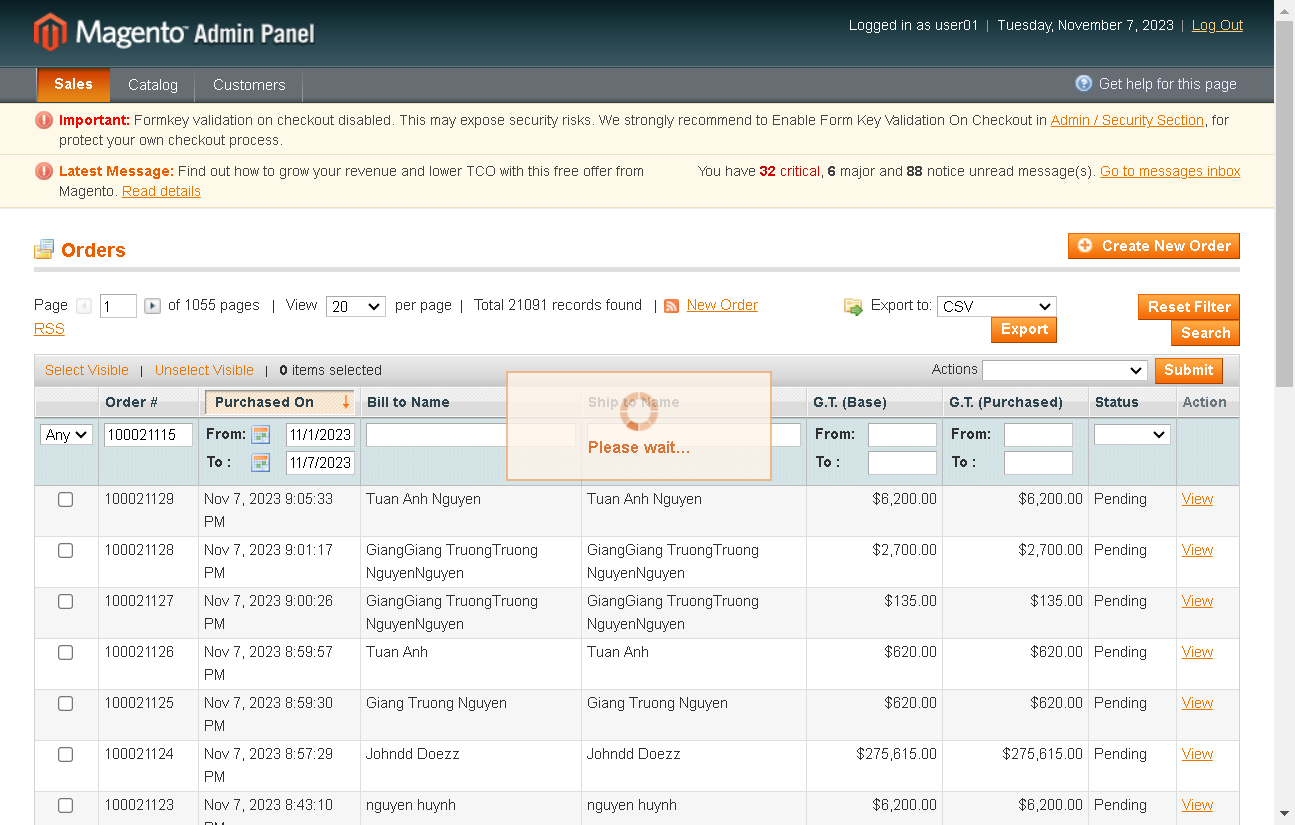 Magento Admin Panel
Logged in as user01 | Tuesday, November 7, 2023 | Log Out
Sales Catalog Customers Get help for this page
Important: Formkey validation on checkout disabled. This may expose security risks. We strongly recommend to Enable Form Key Validation On Checkout in Admin / Security Section, for
protect your own checkout process.
Latest Message: Find out how to grow your revenue and lower TCO with this free offer from
Magento. Read details
You have 32 critical, 6 major and 88 notice unread message(s). Go to messages inbox
Orders
Create New Order
Page 1 of 1055 pages | View 20 per page | Total 21091 records found | New Order
RSS
Export to: CSV
Export
Reset Filter
Search
Select Visible | Unselect Visible | 0 items selected
Actions Submit
Order # Purchased On Bill to Name Ship to Name G.T. (Base) G.T. (Purchased) Status Action
Any 100021115 From: 11/1/2023 From: From:
To : 11/7/2023 To : To :
Please wait...
100021129 Nov 7, 2023 9:05:33 Tuan Anh Nguyen Tuan Anh Nguyen $6,200.00 $6,200.00 Pending View
PM
100021128 Nov 7, 2023 9:01:17 GiangGiang TruongTruong GiangGiang TruongTruong $2,700.00 $2,700.00 Pending View
PM NguyenNguyen NguyenNguyen
100021127 Nov 7, 2023 9:00:26 GiangGiang TruongTruong GiangGiang TruongTruong $135.00 $135.00 Pending View
PM NguyenNguyen NguyenNguyen
100021126 Nov 7, 2023 8:59:57 Tuan Anh Tuan Anh $620.00 $620.00 Pending View
PM
100021125 Nov 7, 2023 8:59:30 Giang Truong Nguyen Giang Truong Nguyen $620.00 $620.00 Pending View
PM
100021124 Nov 7, 2023 8:57:29 Johndd Doezz Johndd Doezz $275,615.00 $275,615.00 Pending View
PM
100021123 Nov 7, 2023 8:43:10 nguyen huynh nguyen huynh $6,200.00 $6,200.00 Pending View
PM